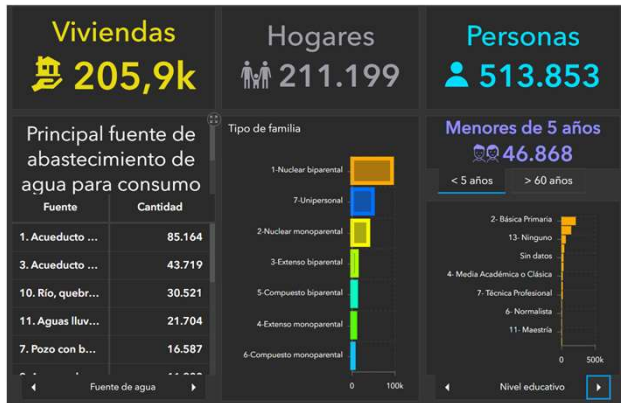 Viviendas
205,9k
Hogares
211.199
Personas
513.853
Principal fuente de
abastecimiento de
agua para consumo
Fuente Cantidad
1. Acueducto ... 85.164
3. Acueducto ... 43.719
10. Río, quebr... 30.521
11. Aguas lluv... 21.704
7. Pozo con b... 16.587
Fuente de agua
Tipo de familia
1-Nuclear biparental
7-Unipersonal
2-Nuclear monoparental
3-Extenso biparental
5-Compuesto biparental
4-Extenso monoparental
6-Compuesto monoparental
0 100k
Menores de 5 años
46.868
< 5 años > 60 años
2- Básica Primaria
13- Ninguno
Sin datos
4- Media Académica o Clásica
7- Técnica Profesional
6- Normalista
11- Maestría
0 500k
Nivel educativo